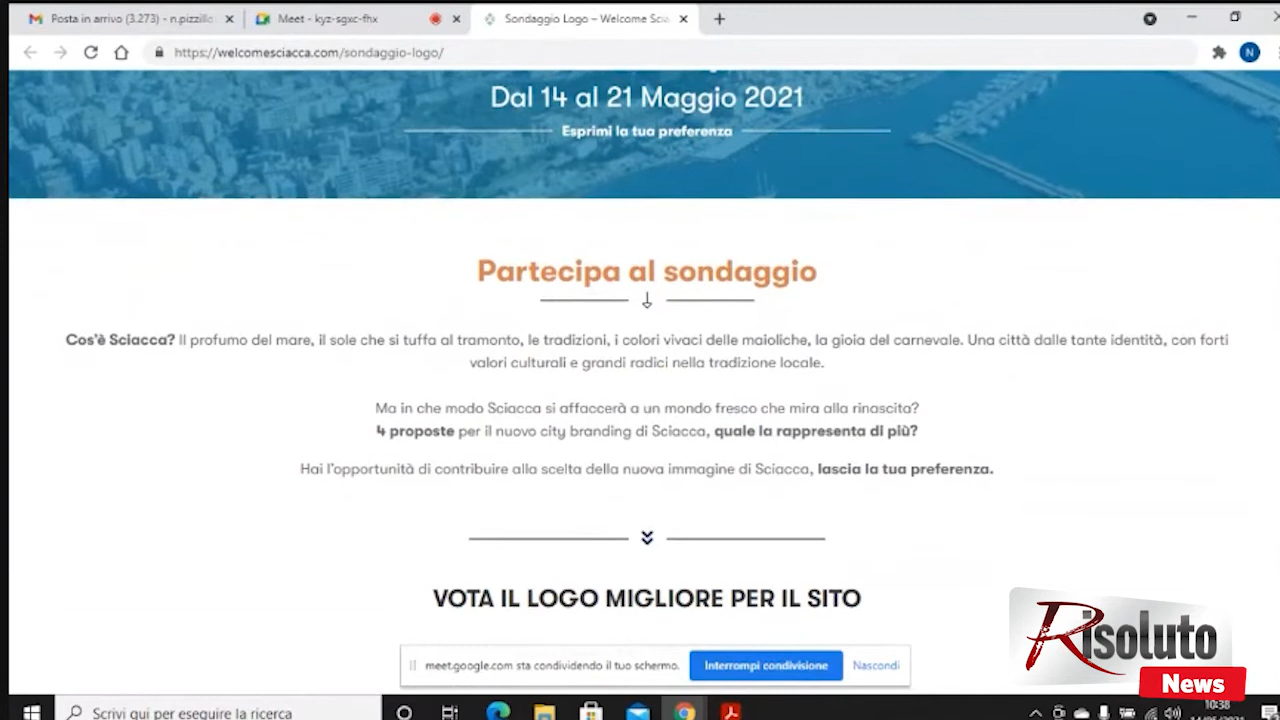 Posta in arrivo (3.273) - n.pizzillo
Meet - kyz-sgxc-fhx
Sondaggio Logo – Welcome Scia
https://welcomesciacca.com/sondaggio-logo/
N
Dal 14 al 21 Maggio 2021
Esprimi la tua preferenza
Partecipa al sondaggio
Cos'è Sciacca? Il profumo del mare, il sole che si tuffa al tramonto, le tradizioni, i colori vivaci delle maioliche, la gioia del carnevale. Una città dalle tante identità, con forti
valori culturali e grandi radici nella tradizione locale.
Ma in che modo Sciacca si affaccerà a un mondo fresco che mira alla rinascita?
4 proposte per il nuovo city branding di Sciacca, quale la rappresenta di più?
Hai l'opportunità di contribuire alla scelta della nuova immagine di Sciacca, lascia la tua preferenza.
VOTA IL LOGO MIGLIORE PER IL SITO
meet.google.com sta condividendo il tuo schermo.
Interrompi condivisione
Nascondi
Risoluto
News
Scrivi qui per eseguire la ricerca
10:38